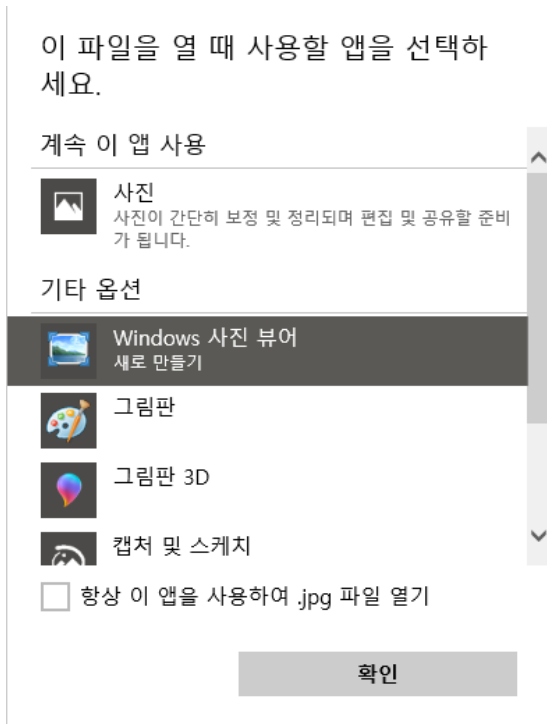 이 파일을 열 때 사용할 앱을 선택하
세요.
계속 이 앱 사용
사진
사진이 간단히 보정 및 정리되며 편집 및 공유할 준비
가 됩니다.
기타 옵션
Windows 사진 뷰어
새로 만들기
그림판
그림판 3D
캡처 및 스케치
항상 이 앱을 사용하여 .jpg 파일 열기
확인